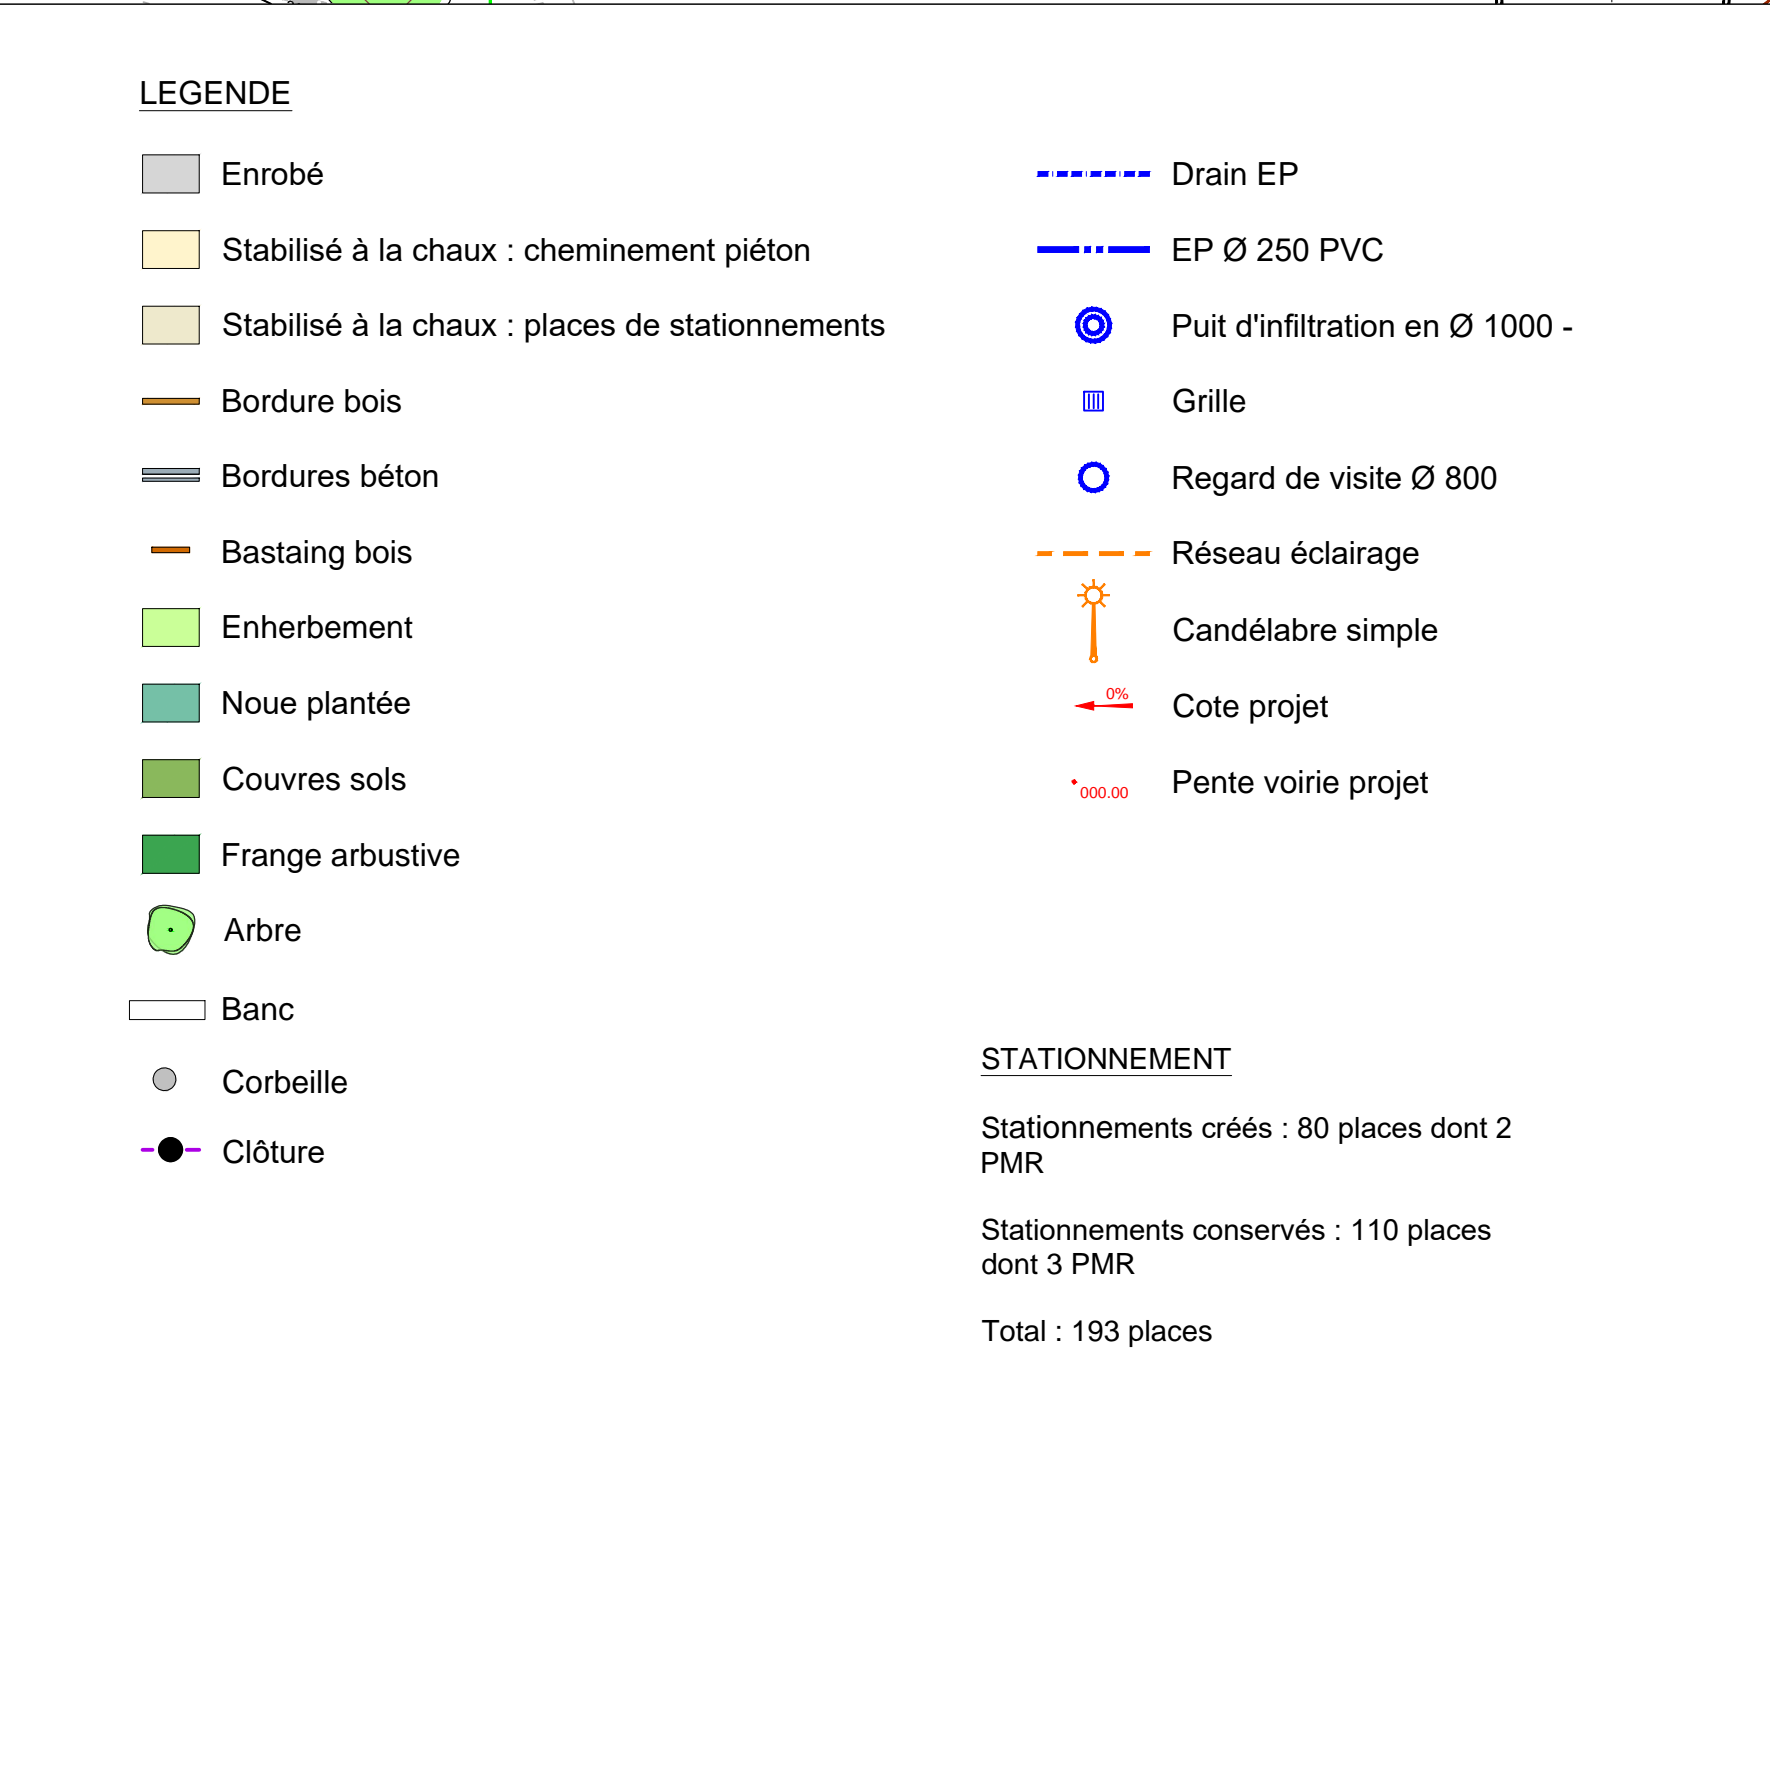 LEGENDE
Enrobé
Stabilisé à la chaux : cheminement piéton
Stabilisé à la chaux : places de stationnements
Bordure bois
Bordures béton
Bastaing bois
Enherbement
Noue plantée
Couvres sols
Frange arbustive
Arbre
Banc
Corbeille
Clôture
Drain EP
EP Ø 250 PVC
Puit d'infiltration en Ø 1000 -
Grille
Regard de visite Ø 800
Réseau éclairage
Candélabre simple
0% Cote projet
000.00 Pente voirie projet
STATIONNEMENT
Stationnements créés : 80 places dont 2
PMR
Stationnements conservés : 110 places
dont 3 PMR
Total : 193 places